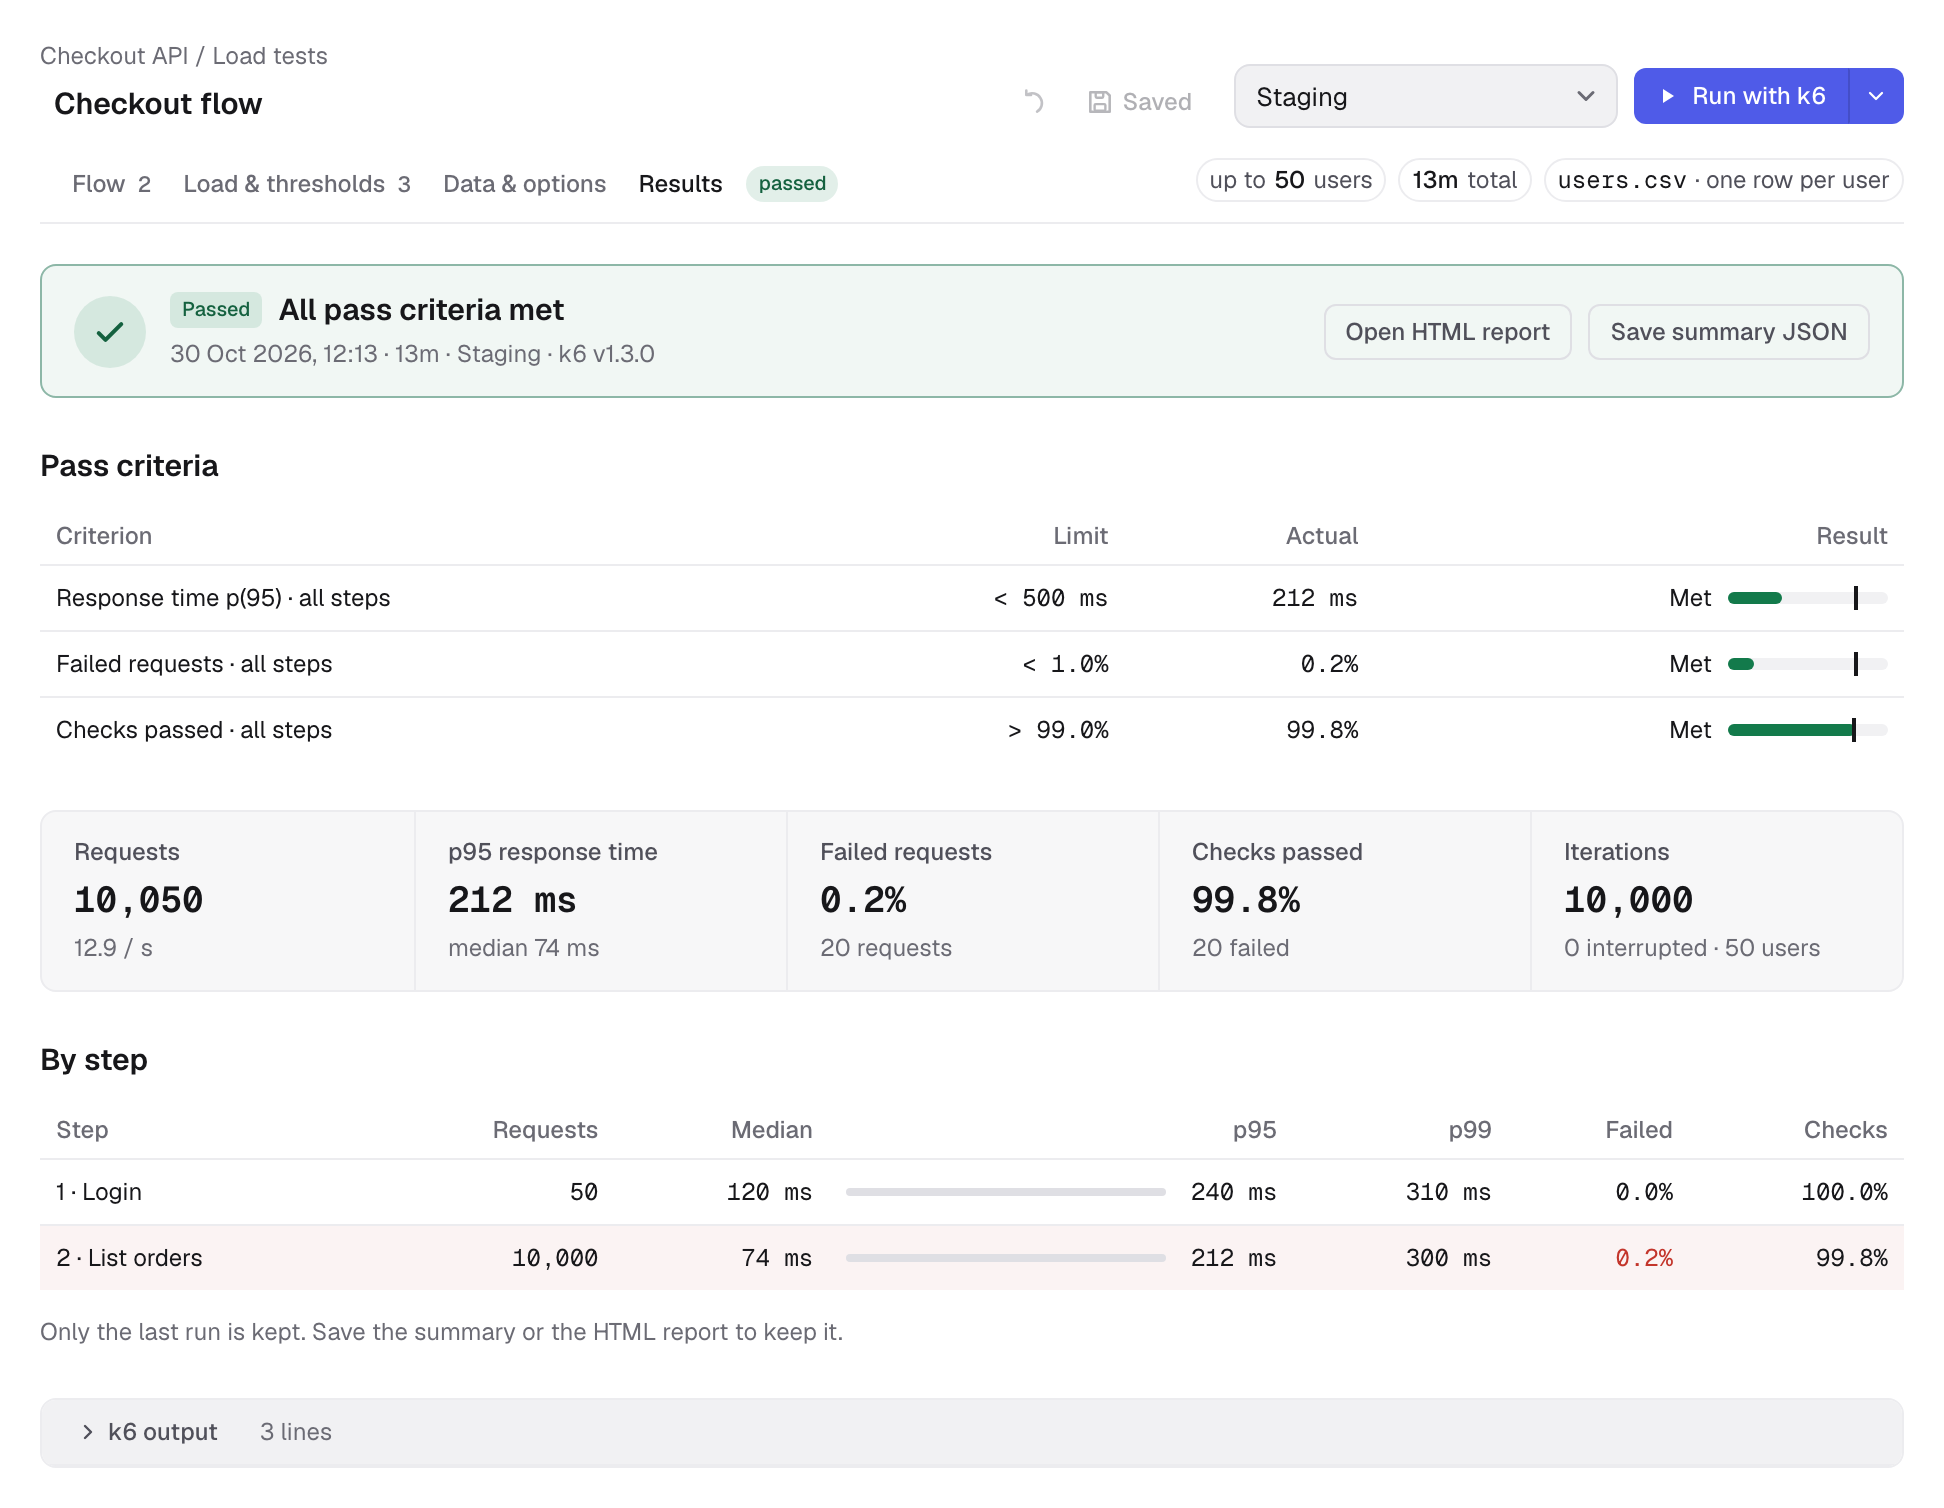 Checkout API / Load tests
Checkout flow
Saved
Staging
Run with k6
Flow 2 Load & thresholds 3 Data & options Results passed
up to 50 users 13m total users.csv · one row per user
Passed All pass criteria met
30 Oct 2026, 12:13 · 13m · Staging · k6 v1.3.0
Open HTML report Save summary JSON
Pass criteria
Criterion Limit Actual Result
Response time p(95) · all steps < 500 ms 212 ms Met
Failed requests · all steps < 1.0% 0.2% Met
Checks passed · all steps > 99.0% 99.8% Met
Requests p95 response time Failed requests Checks passed Iterations
10,050 212 ms 0.2% 99.8% 10,000
12.9 / s median 74 ms 20 requests 20 failed 0 interrupted · 50 users
By step
Step Requests Median p95 p99 Failed Checks
1 · Login 50 120 ms 240 ms 310 ms 0.0% 100.0%
2 · List orders 10,000 74 ms 212 ms 300 ms 0.2% 99.8%
Only the last run is kept. Save the summary or the HTML report to keep it.
k6 output 3 lines